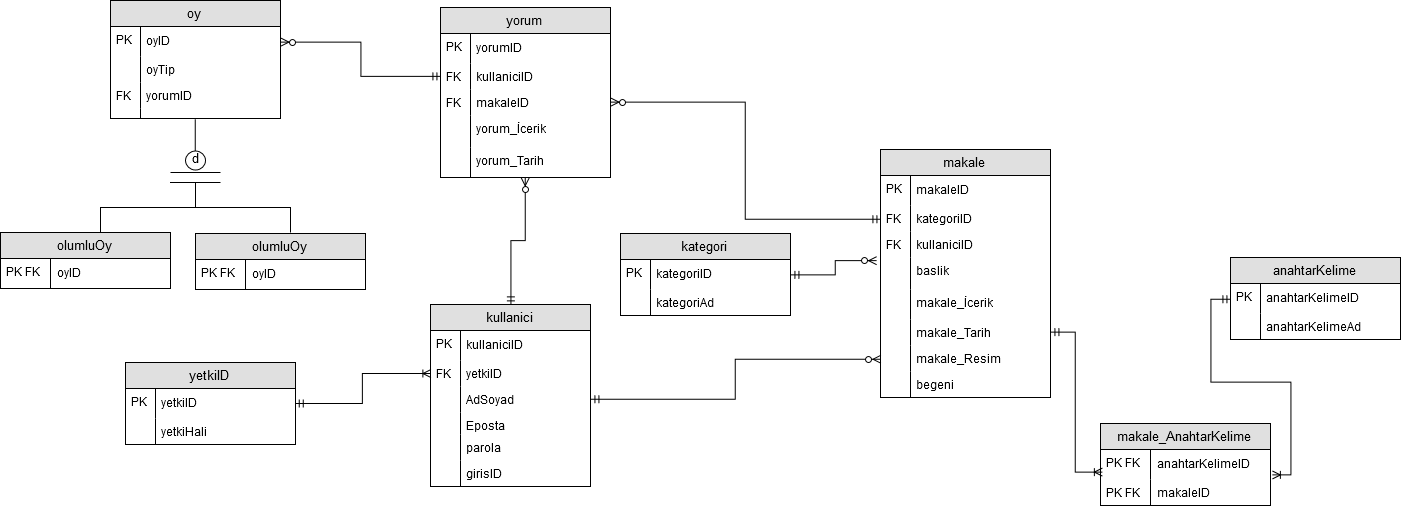 oy
PK oyID
oyTip
FK yorumID
d
olumluOy
PK FK oyID
olumluOy
PK FK oyID
yorum
PK yorumID
FK kullaniciID
FK makaleID
yorum_İcerik
yorum_Tarih
makale
PK makaleID
FK kategoriID
FK kullaniciID
baslik
makale_İcerik
makale_Tarih
makale_Resim
begeni
kategori
PK kategoriID
kategoriAd
anahtarKelime
PK anahtarKelimeID
anahtarKelimeAd
kullanici
PK kullaniciID
FK yetkiID
AdSoyad
Eposta
parola
girisID
yetkiID
PK yetkiID
yetkiHali
makale_AnahtarKelime
PK FK anahtarKelimeID
PK FK makaleID